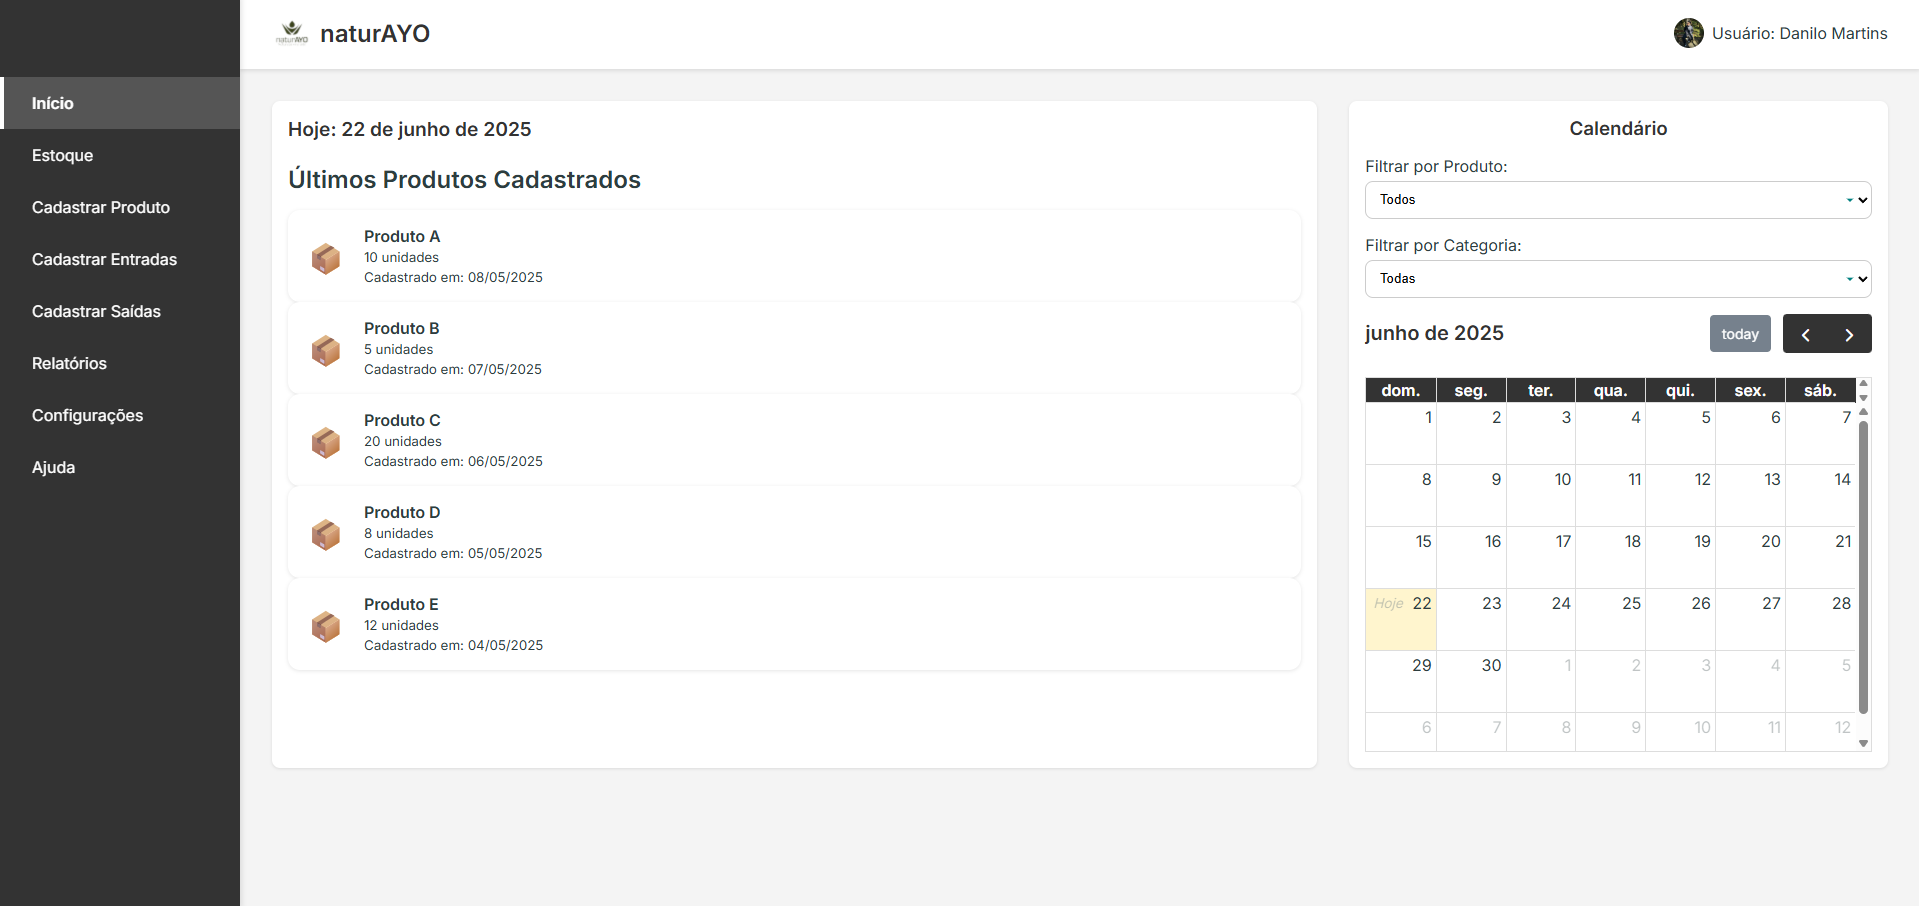 naturAYO
naturAYO
Usuário: Danilo Martins
Início
Estoque
Cadastrar Produto
Cadastrar Entradas
Cadastrar Saídas
Relatórios
Configurações
Ajuda
Hoje: 22 de junho de 2025
Últimos Produtos Cadastrados
Produto A
10 unidades
Cadastrado em: 08/05/2025
Produto B
5 unidades
Cadastrado em: 07/05/2025
Produto C
20 unidades
Cadastrado em: 06/05/2025
Produto D
8 unidades
Cadastrado em: 05/05/2025
Produto E
12 unidades
Cadastrado em: 04/05/2025
Calendário
Filtrar por Produto:
Todos
Filtrar por Categoria:
Todas
junho de 2025
today
dom. seg. ter. qua. qui. sex. sáb.
1 2 3 4 5 6 7
8 9 10 11 12 13 14
15 16 17 18 19 20 21
Hoje 22 23 24 25 26 27 28
29 30 1 2 3 4 5
6 7 8 9 10 11 12